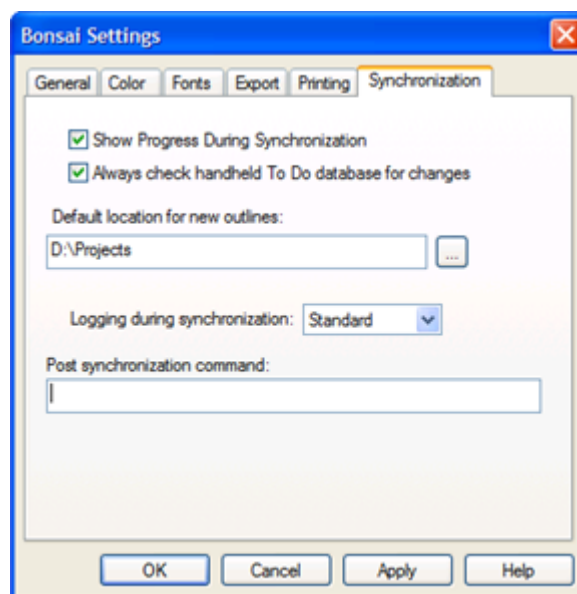 Bonsai Settings
General Color Fonts Export Printing Synchronization
Show Progress During Synchronization
Always check handheld To Do database for changes
Default location for new outlines:
D:\Projects ...
Logging during synchronization: Standard
Post synchronization command:
OK Cancel Apply Help